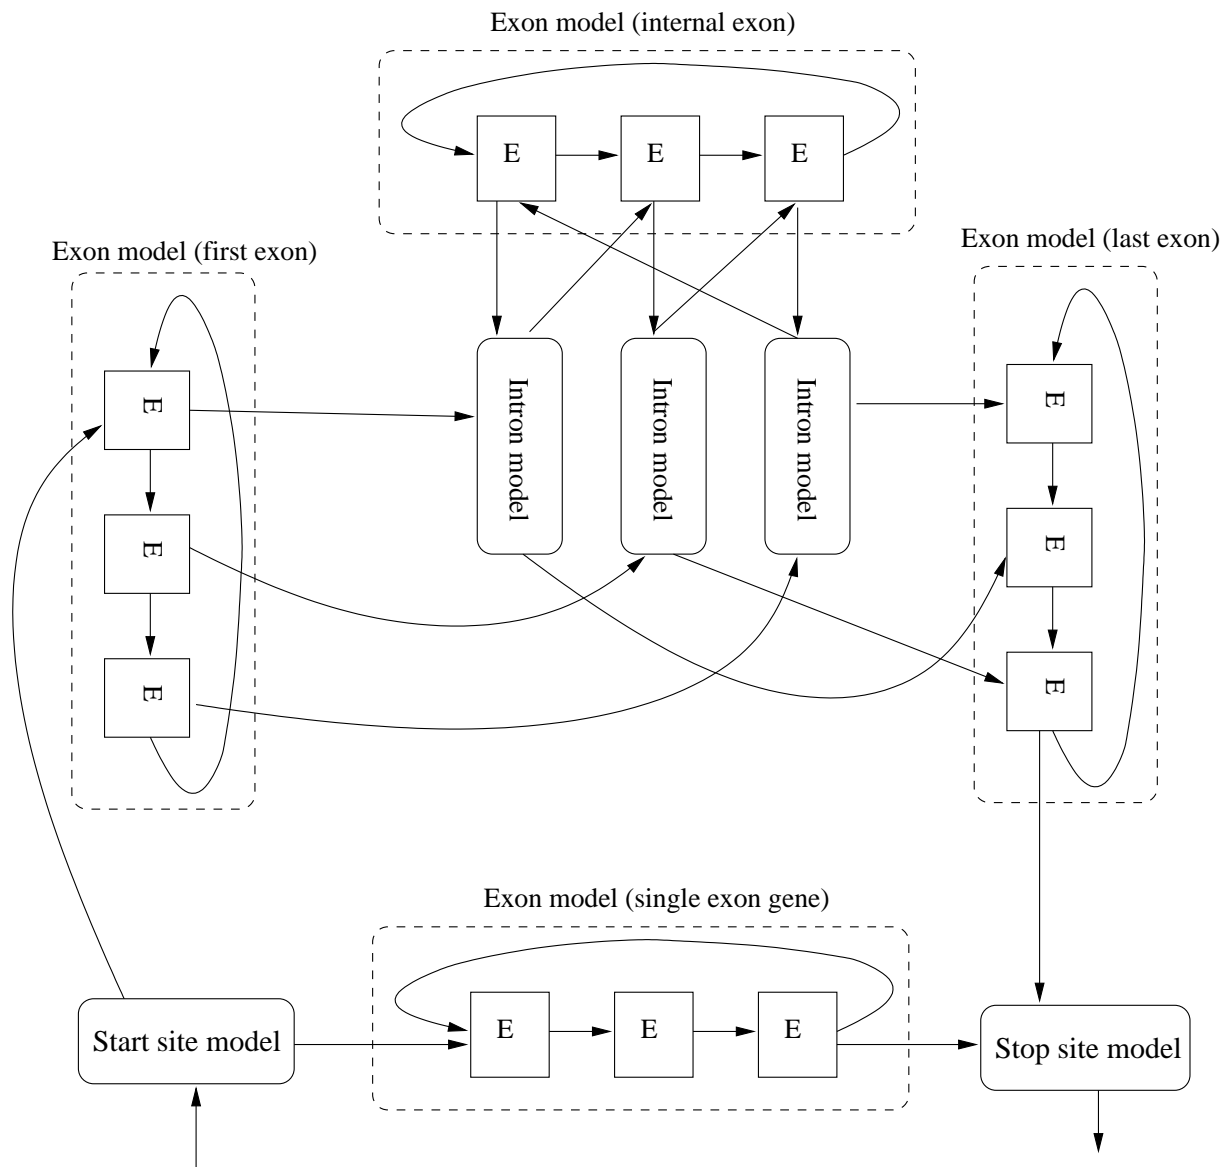 Exon model (internal exon)
E E E
Exon model (first exon)
Exon model (last exon)
E
E
E
Intron model
Intron model
Intron model
E
E
E
Exon model (single exon gene)
E E E
Start site model
Stop site model